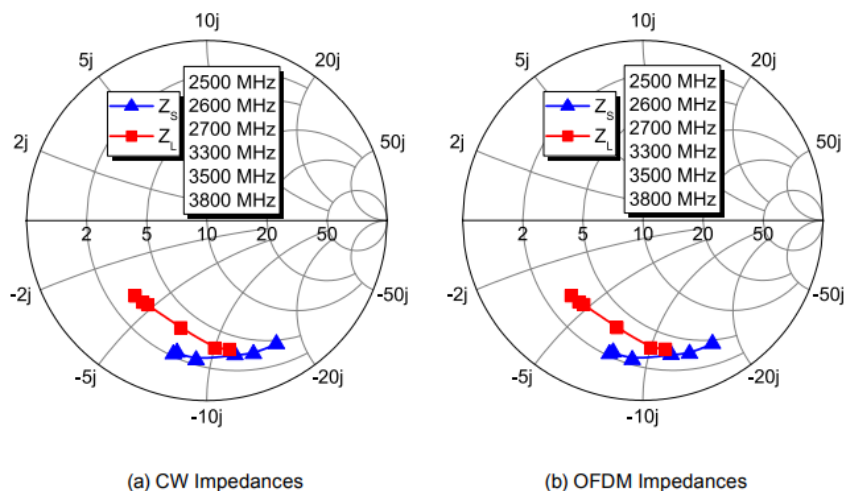 10j
5j
20j
2500 MHz
Z_S
2600 MHz
Z_L
2700 MHz
3300 MHz
3500 MHz
3800 MHz
2j
50j
2
5
10
20
50
-2j
-50j
-5j
-20j
-10j
(a) CW Impedances
10j
5j
20j
2500 MHz
Z_S
2600 MHz
Z_L
2700 MHz
3300 MHz
3500 MHz
3800 MHz
2j
50j
2
5
10
20
50
-2j
-50j
-5j
-20j
-10j
(b) OFDM Impedances